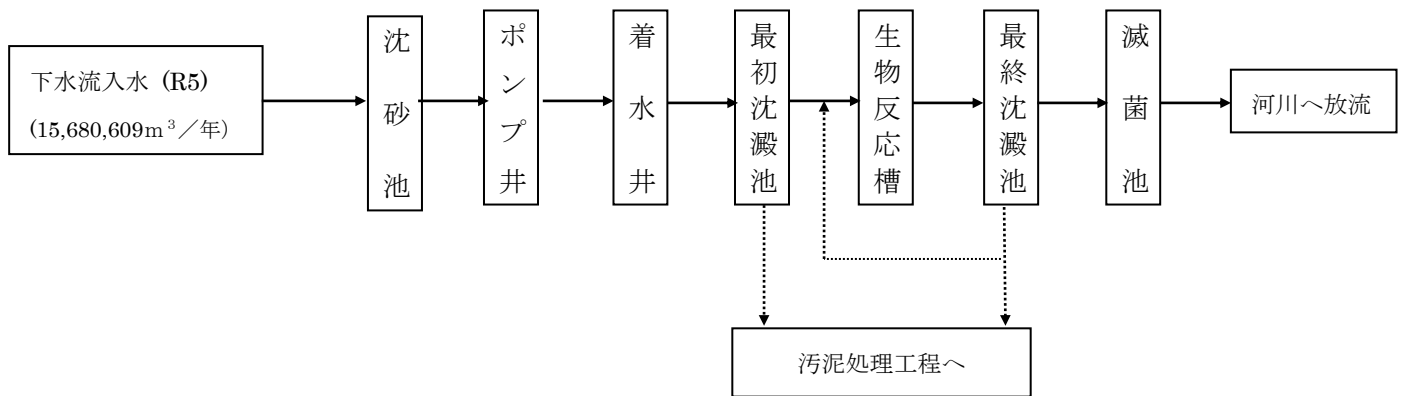 下水流入水 (R5)
(15,680,609m³／年)
沈砂池
ポンプ井
着水井
最初沈澱池
生物反応槽
最終沈澱池
滅菌池
河川へ放流
汚泥処理工程へ